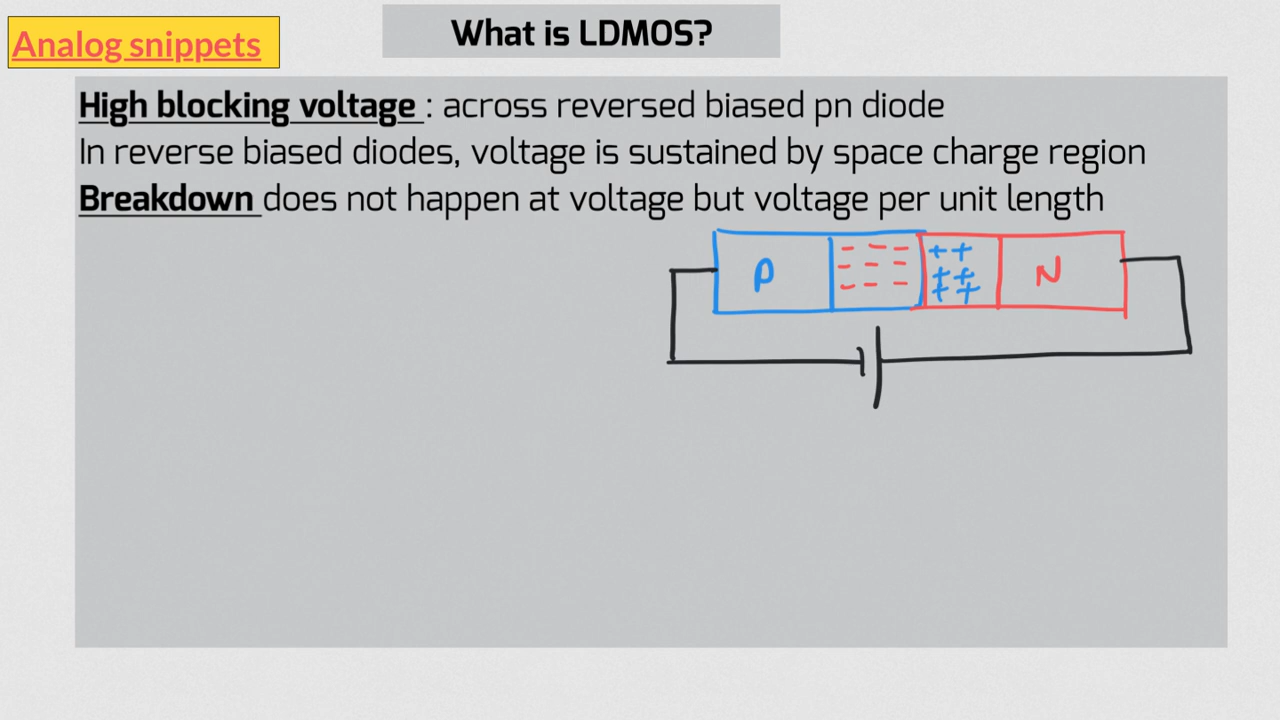 Analog snippets
What is LDMOS?
High blocking voltage : across reversed biased pn diode
In reverse biased diodes, voltage is sustained by space charge region
Breakdown does not happen at voltage but voltage per unit length
P - - - + + N
- - - + +
- - - + +